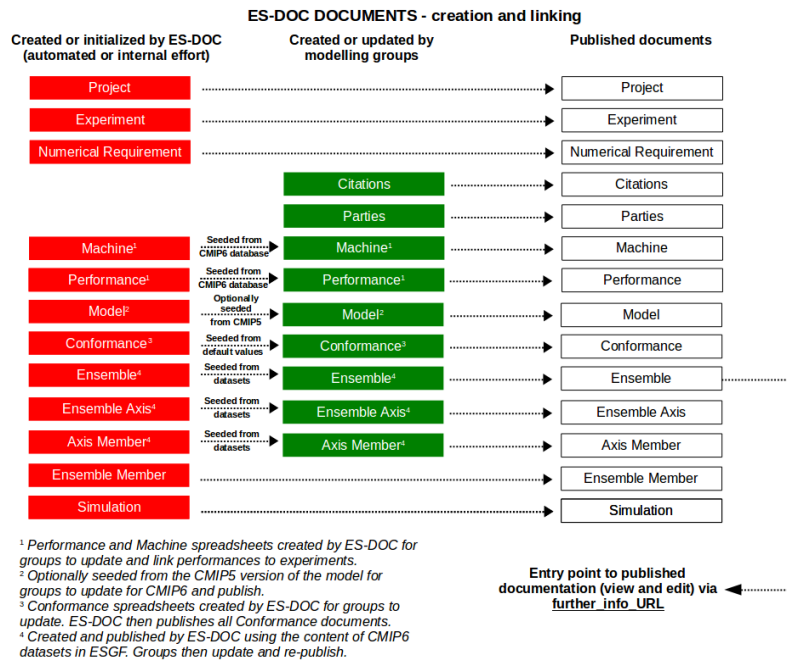 ES-DOC DOCUMENTS - creation and linking
Created or initialized by ES-DOC
(automated or internal effort)
Created or updated by
modelling groups
Published documents
Project
Project
Experiment
Experiment
Numerical Requirement
Numerical Requirement
Citations
Citations
Parties
Parties
Machine¹
Seeded from
CMIP6 database
Machine¹
Machine
Performance¹
Seeded from
CMIP6 database
Performance¹
Performance
Model²
Optionally
seeded
from CMIP5
Model²
Model
Conformance³
Seeded from
default values
Conformance³
Conformance
Ensemble⁴
Seeded from
datasets
Ensemble⁴
Ensemble
Ensemble Axis⁴
Seeded from
datasets
Ensemble Axis⁴
Ensemble Axis
Axis Member⁴
Seeded from
datasets
Axis Member⁴
Axis Member
Ensemble Member
Ensemble Member
Simulation
Simulation
¹ Performance and Machine spreadsheets created by ES-DOC for
groups to update and link performances to experiments.
² Optionally seeded from the CMIP5 version of the model for
groups to update for CMIP6 and publish.
³ Conformance spreadsheets created by ES-DOC for groups to
update. ES-DOC then publishes all Conformance documents.
⁴ Created and published by ES-DOC using the content of CMIP6
datasets in ESGF. Groups then update and re-publish.
Entry point to published
documentation (view and edit) via
further_info_URL